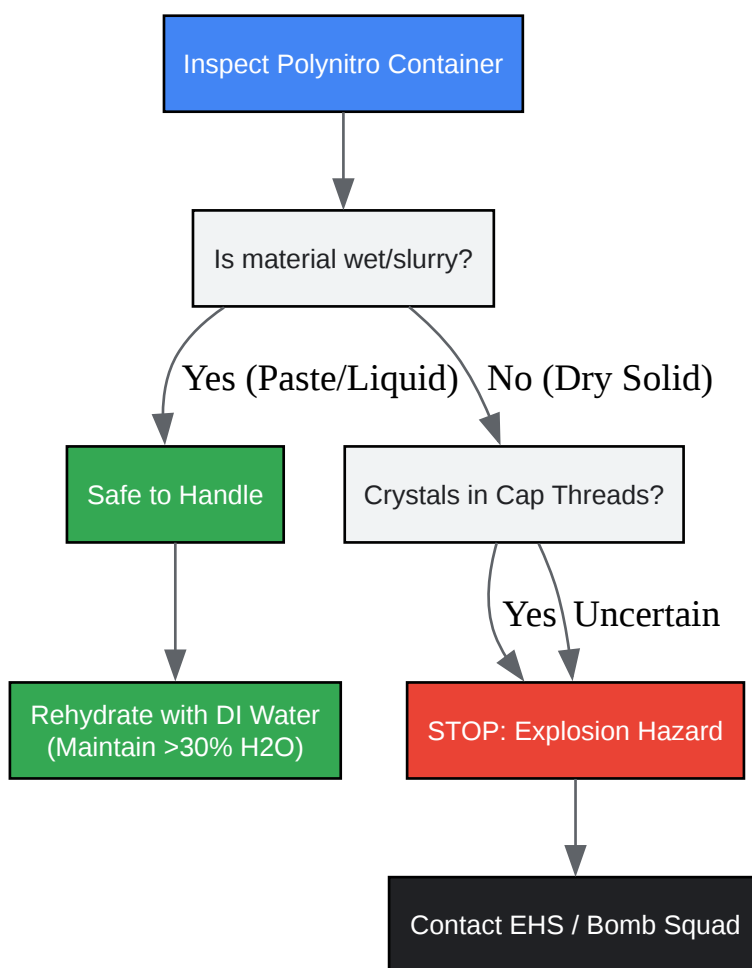 Inspect Polynitro Container
Is material wet/slurry?
Yes (Paste/Liquid)
No (Dry Solid)
Safe to Handle
Crystals in Cap Threads?
Yes
Uncertain
Rehydrate with DI Water
(Maintain >30% H2O)
STOP: Explosion Hazard
Contact EHS / Bomb Squad